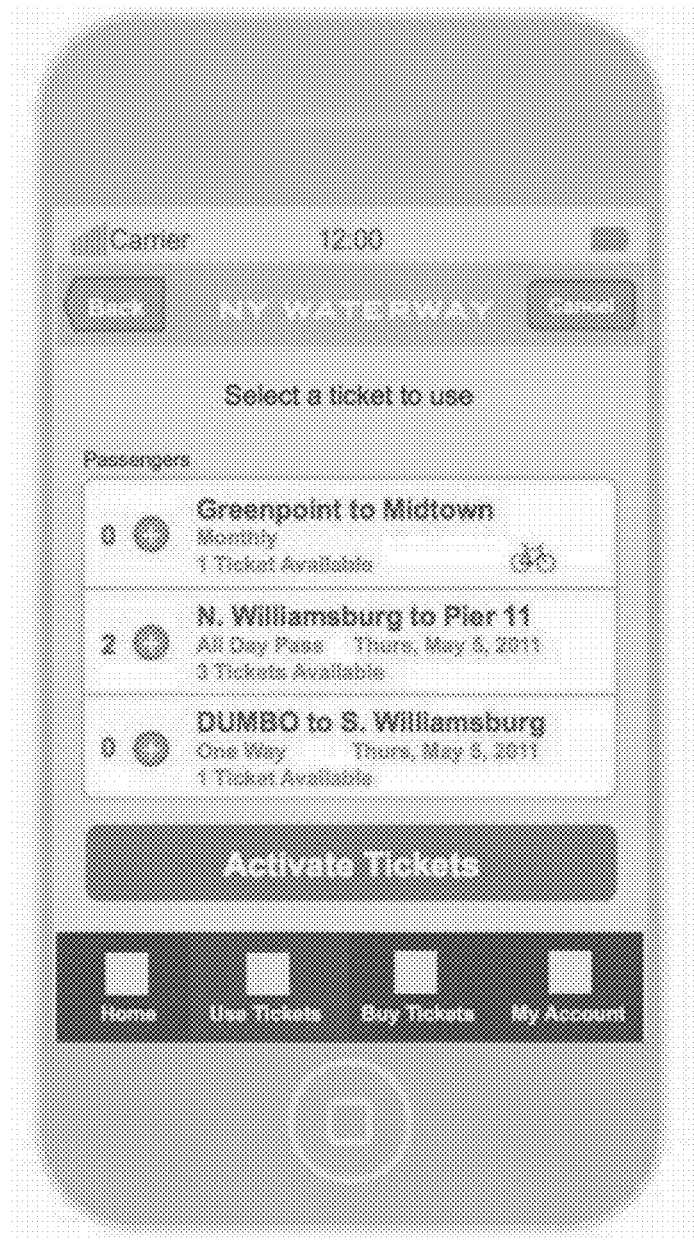 Carrier 12:00
Back NY WATERWAY Cancel
Select a ticket to use
Passengers
Greenpoint to Midtown
0 Monthly
1 Ticket Available
N. Williamsburg to Pier 11
2 All Day Pass Thurs, May 5, 2011
3 Tickets Available
DUMBO to S. Williamsburg
0 One Way Thurs, May 5, 2011
1 Ticket Available
Activate Tickets
Home Use Tickets Buy Tickets My Account